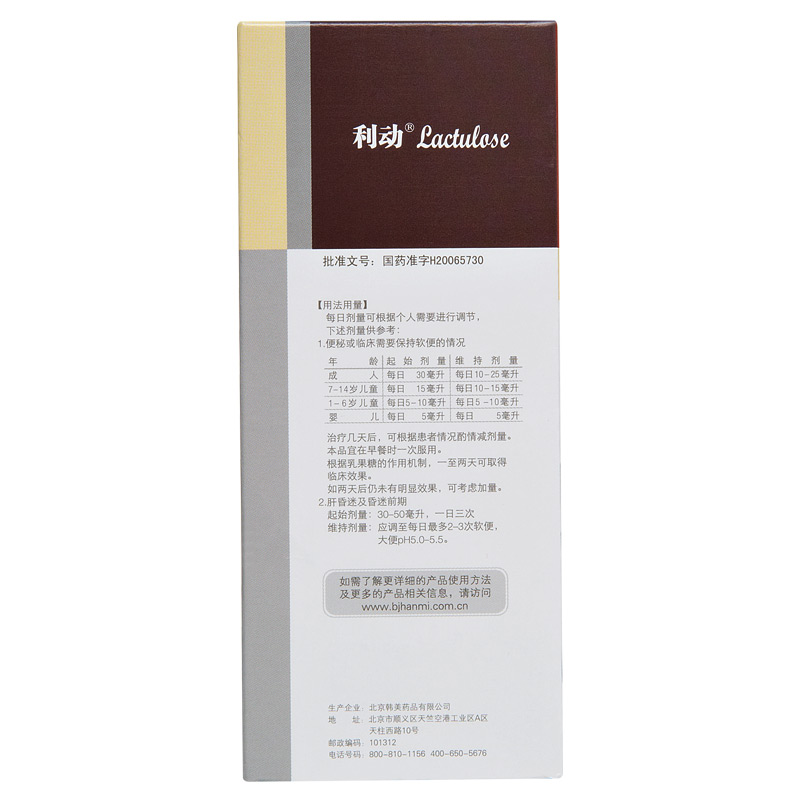 利动® Lactulose
批准文号：国药准字H20065730
【用法用量】
每日剂量可根据个人需要进行调节，
下述剂量供参考：
1.便秘或临床需要保持软便的情况
年 龄 起始剂量 维持剂量
成 人 每日 30毫升 每日10-25毫升
7-14岁儿童 每日 15毫升 每日10-15毫升
1-6岁儿童 每日5-10毫升 每日5-10毫升
婴 儿 每日 5毫升 每日 5毫升
治疗几天后，可根据患者情况酌情减剂量。
本品宜在早餐时一次服用。
根据乳果糖的作用机制，一至两天可取得
临床效果。
如两天后仍未有明显效果，可考虑加量。
2.肝昏迷及昏迷前期
起始剂量：30-50毫升，一日三次
维持剂量：应调至每日最多2-3次软便，
大便pH5.0-5.5。
如需了解更详细的产品使用方法
及更多的产品相关信息，请访问
www.bjhanmi.com.cn
生产企业：北京韩美药品有限公司
地 址：北京市顺义区天竺空港工业区A区
天柱西路10号
邮政编码：101312
电话号码：800-810-1156 400-650-5676